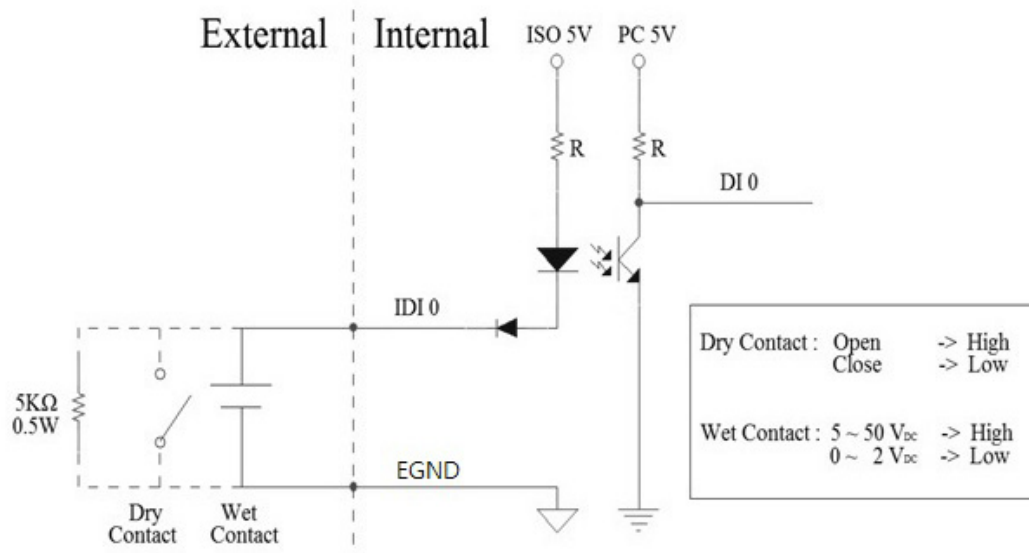 External
Internal
ISO 5V
PC 5V
R
R
DI 0
IDI 0
5KΩ
0.5W
EGND
Dry
Contact
Wet
Contact
Dry Contact : Open -> High
Close -> Low
Wet Contact : 5 ~ 50 VDC -> High
0 ~ 2 VDC -> Low